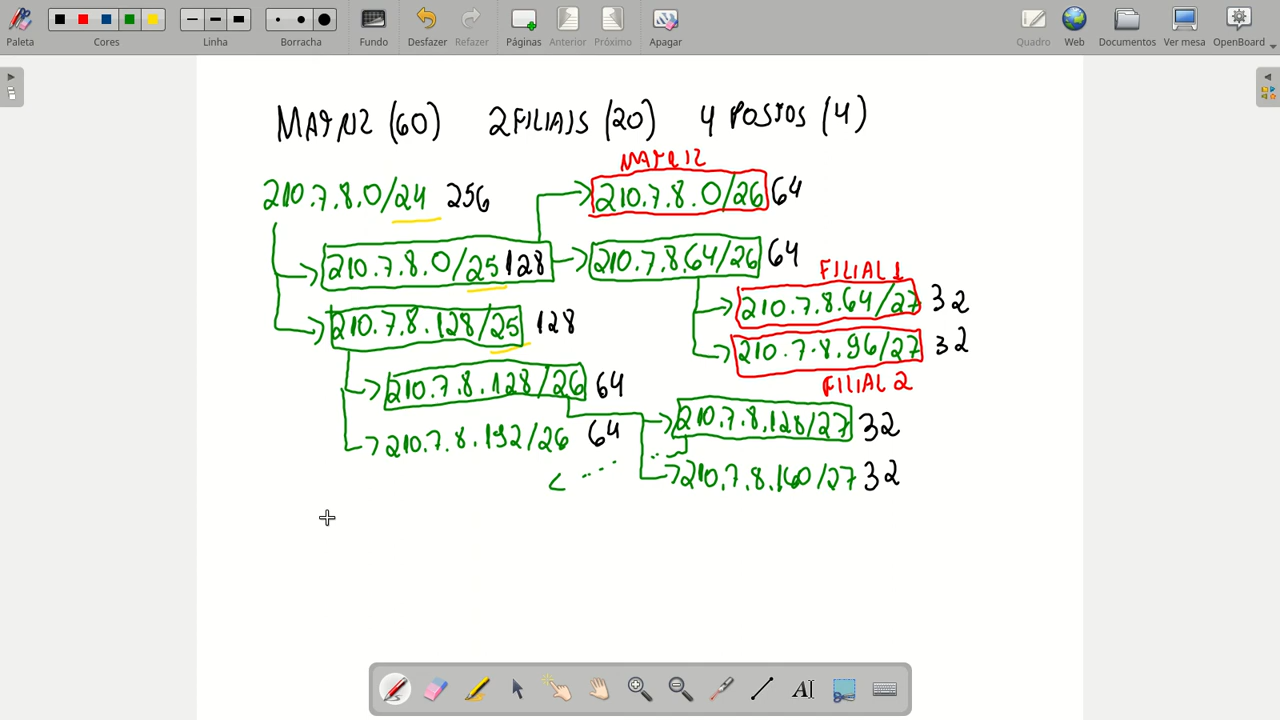 Paleta
Cores
Linha
Borracha
Fundo
Desfazer
Refazer
Páginas
Anterior
Próximo
Apagar
Quadro
Web
Documentos
Ver mesa
OpenBoard
MATRIZ (60) 2 FILIAIS (20) 4 POSTOS (4)
MATRIZ
210.7.8.0/24 256
210.7.8.0/26 64
210.7.8.0/25 128
210.7.8.64/26 64
FILIAL 1
210.7.8.64/27 32
210.7.8.128/25 128
210.7.8.96/27 32
FILIAL 2
210.7.8.128/26 64
210.7.8.128/27 32
210.7.8.192/26 64
210.7.8.160/27 32